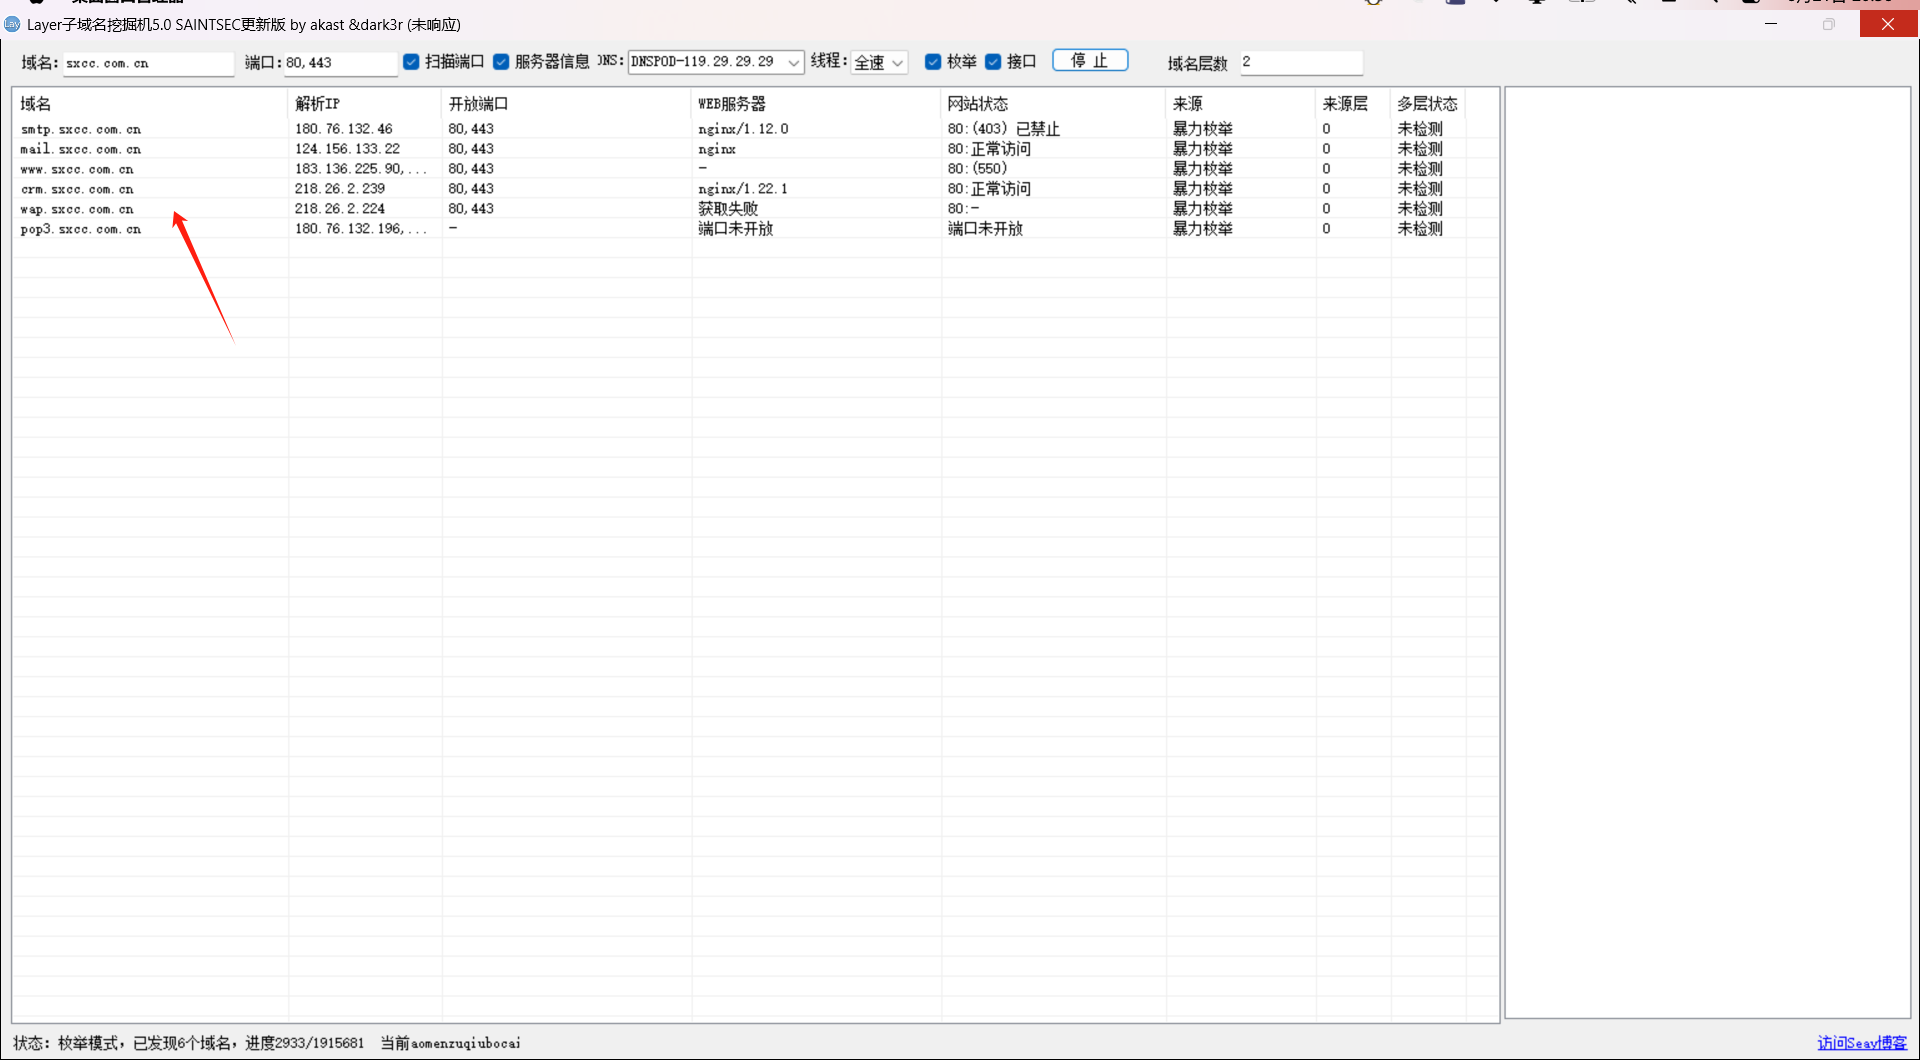 Layer子域名挖掘机5.0 SAINTSEC更新版 by akast &dark3r (未响应)
域名: sxcc.com.cn 端口: 80,443 扫描端口 服务器信息 DNS: DNSPOD-119.29.29.29 线程: 全速 枚举 接口 停 止 域名层数 2
域名 解析IP 开放端口 WEB服务器 网站状态 来源 来源层 多层状态
smtp.sxcc.com.cn 180.76.132.46 80,443 nginx/1.12.0 80:(403) 已禁止 暴力枚举 0 未检测
mail.sxcc.com.cn 124.156.133.22 80,443 nginx 80:正常访问 暴力枚举 0 未检测
www.sxcc.com.cn 183.136.225.90,... 80,443 - 80:(550) 暴力枚举 0 未检测
crm.sxcc.com.cn 218.26.2.239 80,443 nginx/1.22.1 80:正常访问 暴力枚举 0 未检测
wap.sxcc.com.cn 218.26.2.224 80,443 获取失败 80:- 暴力枚举 0 未检测
pop3.sxcc.com.cn 180.76.132.196,... - 端口未开放 端口未开放 暴力枚举 0 未检测
状态: 枚举模式，已发现6个域名，进度2933/1915681 当前aomenzuqiubocai
访问Seay博客